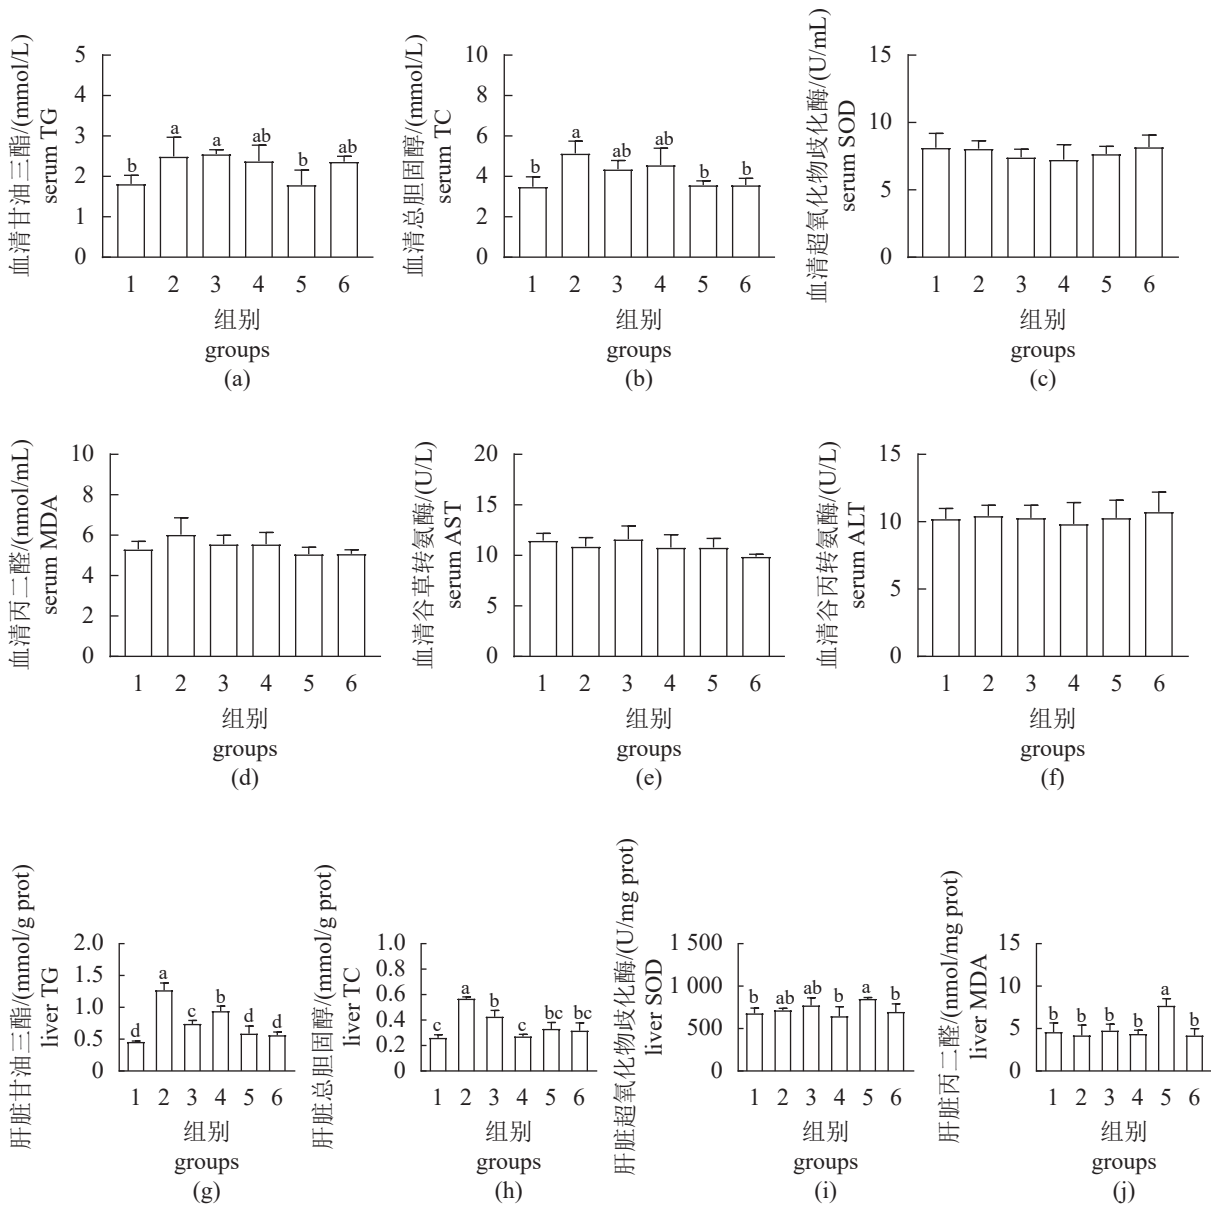 血清甘油三酯/(mmol/L)
serum TG
5
4
3
2
1
0
b
a
a
ab
b
ab
1 2 3 4 5 6
组别
groups
(a)
血清总胆固醇/(mmol/L)
serum TC
10
8
6
4
2
0
b
a
ab
ab
b
b
1 2 3 4 5 6
组别
groups
(b)
血清超氧化物歧化酶/(U/mL)
serum SOD
15
10
5
0
1 2 3 4 5 6
组别
groups
(c)
血清丙二醛/(nmol/mL)
serum MDA
10
8
6
4
2
0
1 2 3 4 5 6
组别
groups
(d)
血清谷草转氨酶/(U/L)
serum AST
20
15
10
5
0
1 2 3 4 5 6
组别
groups
(e)
血清谷丙转氨酶/(U/L)
serum ALT
15
10
5
0
1 2 3 4 5 6
组别
groups
(f)
肝脏甘油三酯/(mmol/g prot)
liver TG
2.0
1.5
1.0
0.5
0
d
a
c
b
d
d
1 2 3 4 5 6
组别
groups
(g)
肝脏总胆固醇/(mmol/g prot)
liver TC
1.0
0.8
0.6
0.4
0.2
0
c
a
b
c
bc
bc
1 2 3 4 5 6
组别
groups
(h)
肝脏超氧化物歧化酶/(U/mg prot)
liver SOD
1 500
1 000
500
0
b
ab
ab
b
a
b
1 2 3 4 5 6
组别
groups
(i)
肝脏丙二醛/(nmol/mg prot)
liver MDA
15
10
5
0
b
b
b
b
a
b
1 2 3 4 5 6
组别
groups
(j)